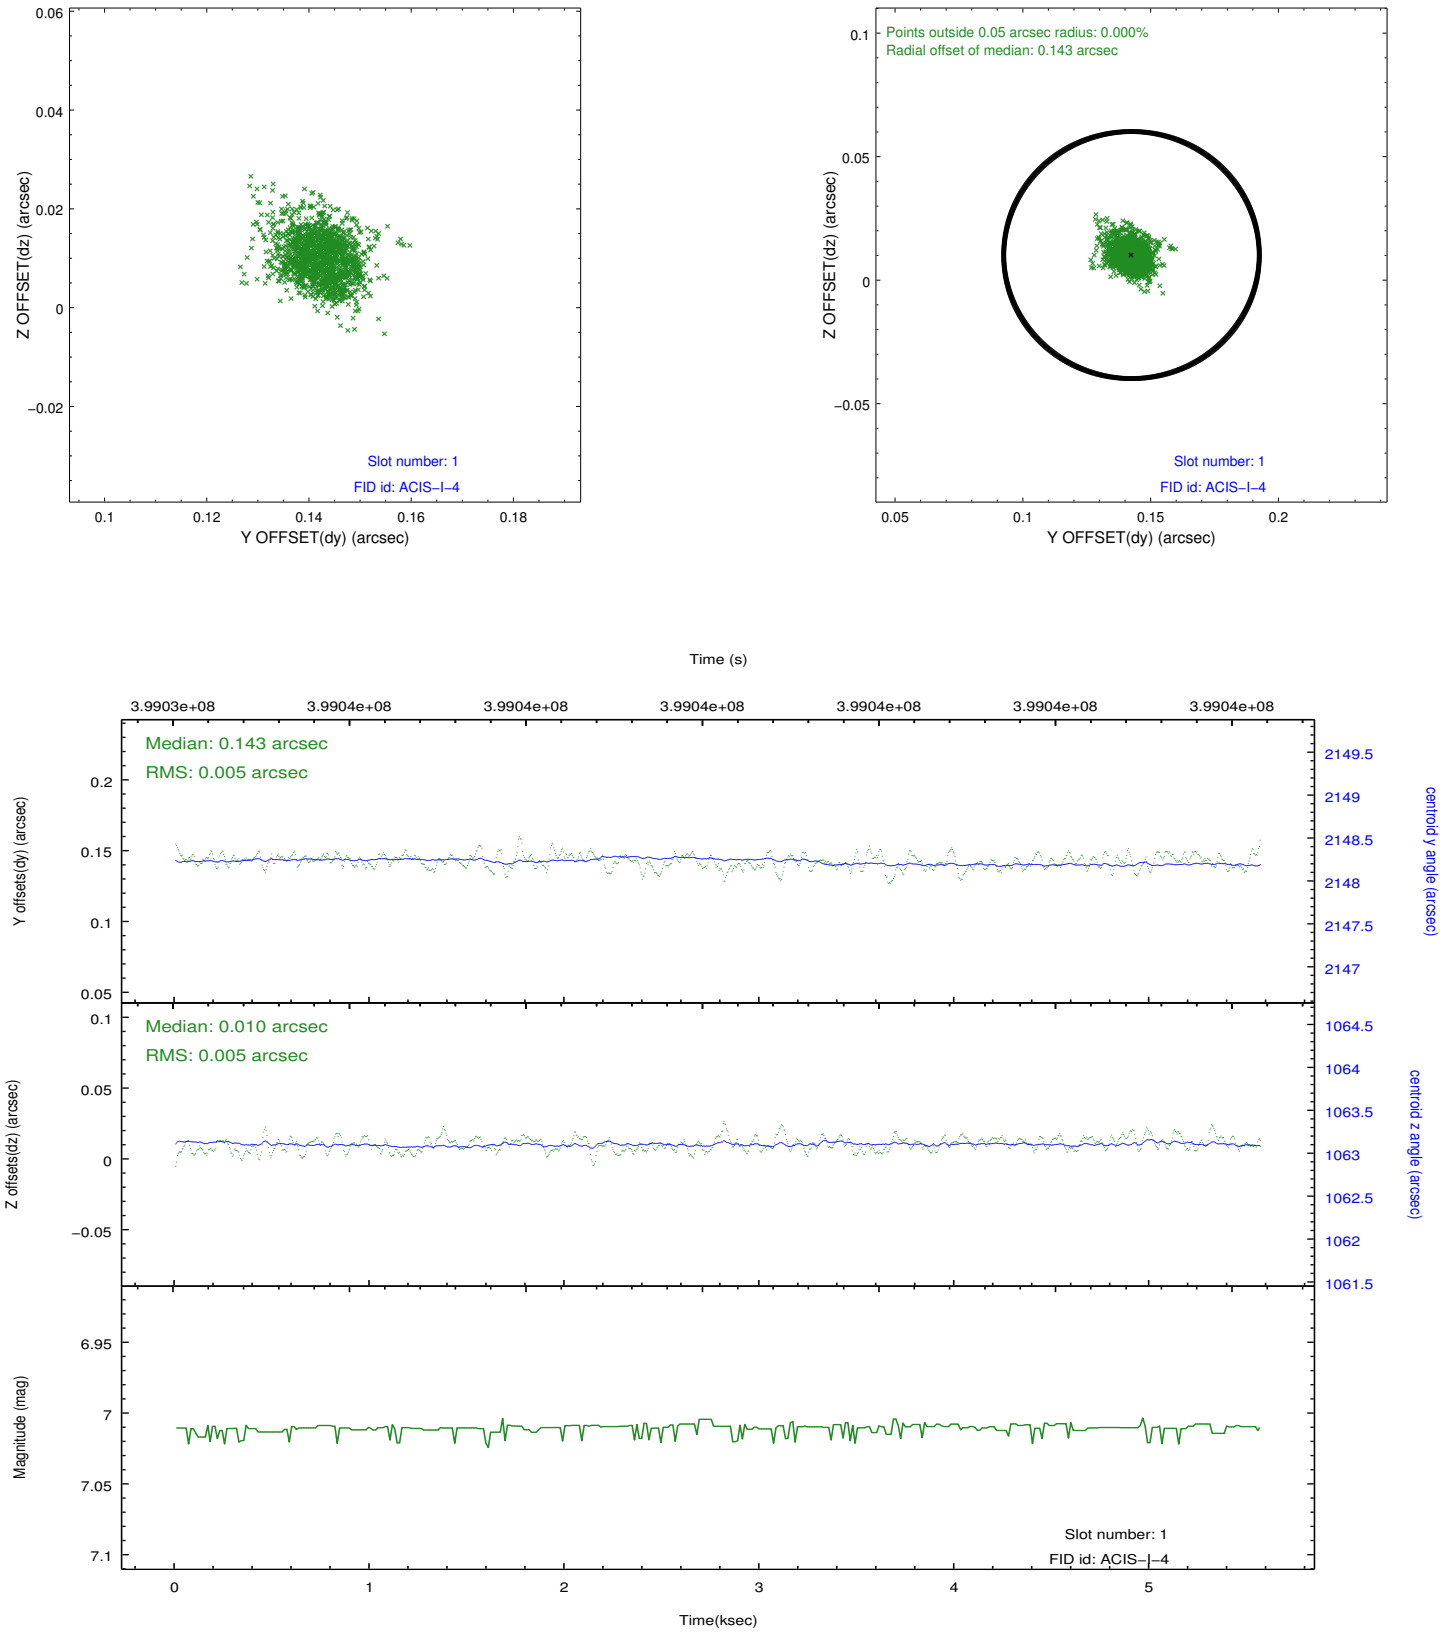 0.06
0.04
0.02
0
−0.02
Z OFFSET(dz) (arcsec)
Slot number: 1
FID id: ACIS−I−4
0.1
0.12
0.14
0.16
0.18
Y OFFSET(dy) (arcsec)
Points outside 0.05 arcsec radius: 0.000%
Radial offset of median: 0.143 arcsec
0.1
0.05
0
−0.05
Z OFFSET(dz) (arcsec)
Slot number: 1
FID id: ACIS−I−4
0.05
0.1
0.15
0.2
Y OFFSET(dy) (arcsec)
Time (s)
3.9903e+08 3.9904e+08 3.9904e+08 3.9904e+08 3.9904e+08 3.9904e+08 3.9904e+08
Median: 0.143 arcsec
RMS: 0.005 arcsec
0.2
0.15
0.1
0.05
Y offsets(dy) (arcsec)
2149.5
2149
2148.5
2148
2147.5
2147
centroid y angle (arcsec)
Median: 0.010 arcsec
RMS: 0.005 arcsec
0.1
0.05
0
−0.05
Z offsets(dz) (arcsec)
1064.5
1064
1063.5
1063
1062.5
1062
1061.5
centroid z angle (arcsec)
6.95
7
7.05
7.1
Magnitude (mag)
Slot number: 1
FID id: ACIS−I−4
0 1 2 3 4 5
Time(ksec)